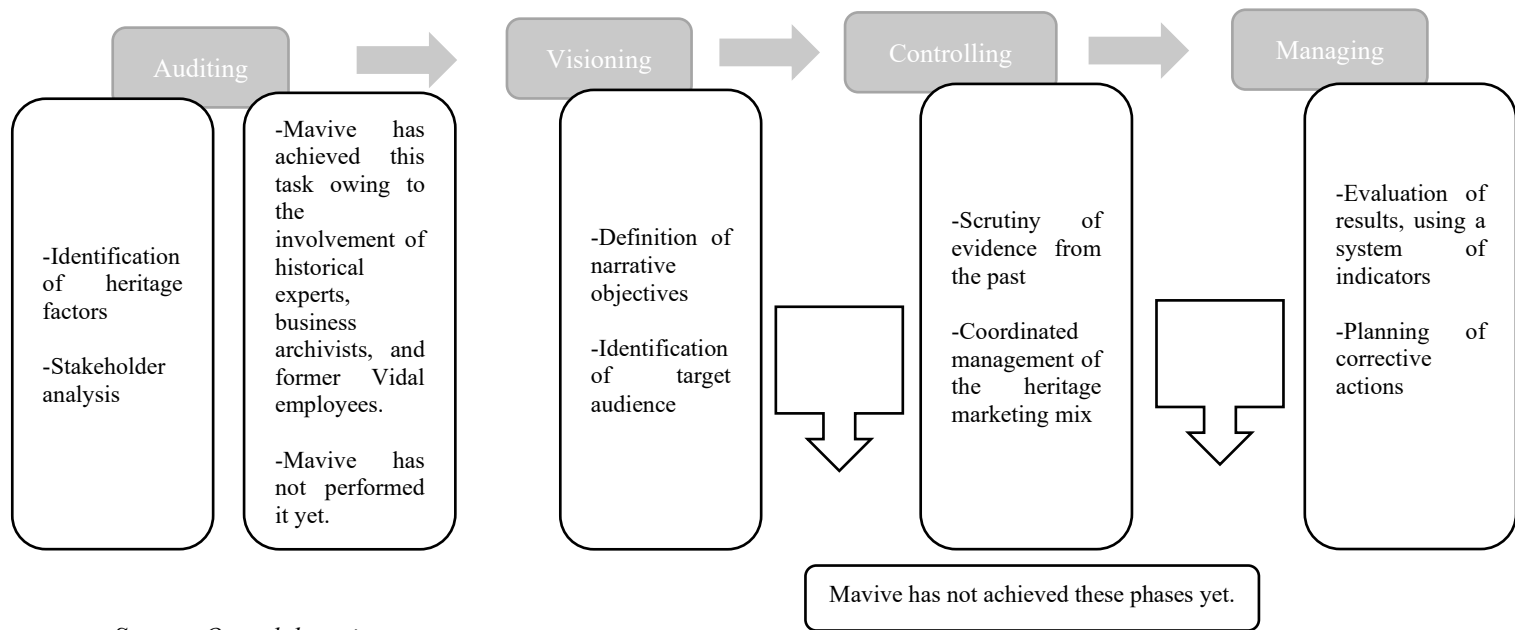 Auditing
Visioning
Controlling
Managing
-Identification
of heritage
factors
-Stakeholder
analysis
-Mavive has
achieved this
task owing to
the
involvement of
historical
experts,
business
archivists, and
former Vidal
employees.
-Mavive has
not performed
it yet.
-Definition of
narrative
objectives
-Identification
of target
audience
-Scrutiny of
evidence from
the past
-Coordinated
management of
the heritage
marketing mix
-Evaluation of
results, using a
system of
indicators
-Planning of
corrective
actions
Mavive has not achieved these phases yet.